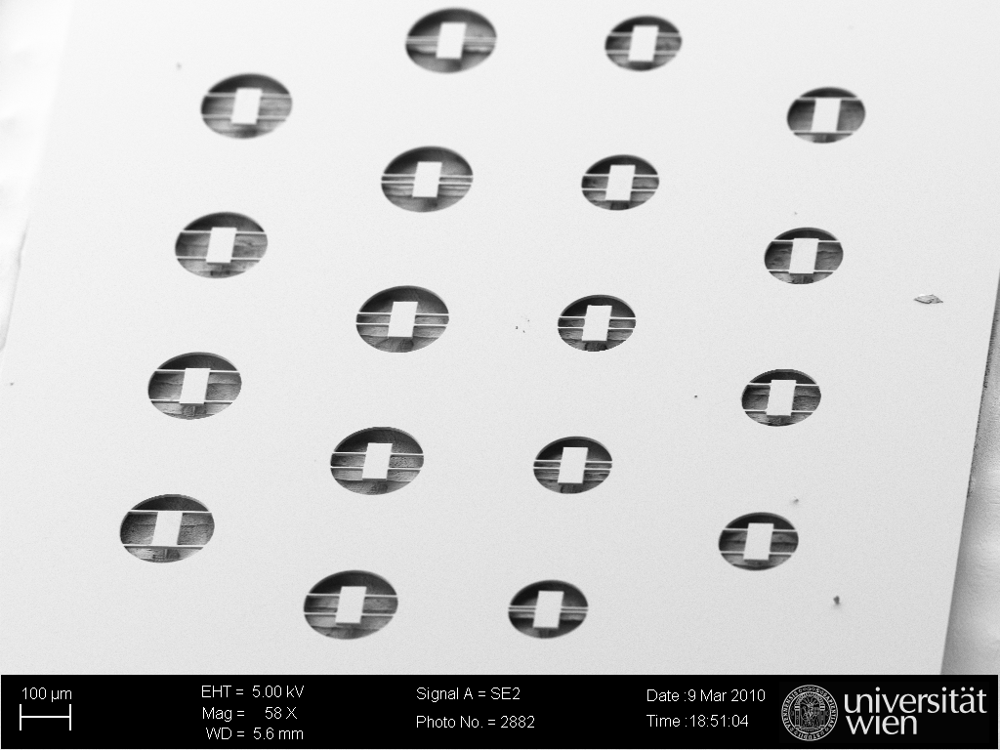 100 µm
EHT = 5.00 kV
Mag = 58 X
WD = 5.6 mm
Signal A = SE2
Photo No. = 2882
Date :9 Mar 2010
Time :18:51:04
universität
wien